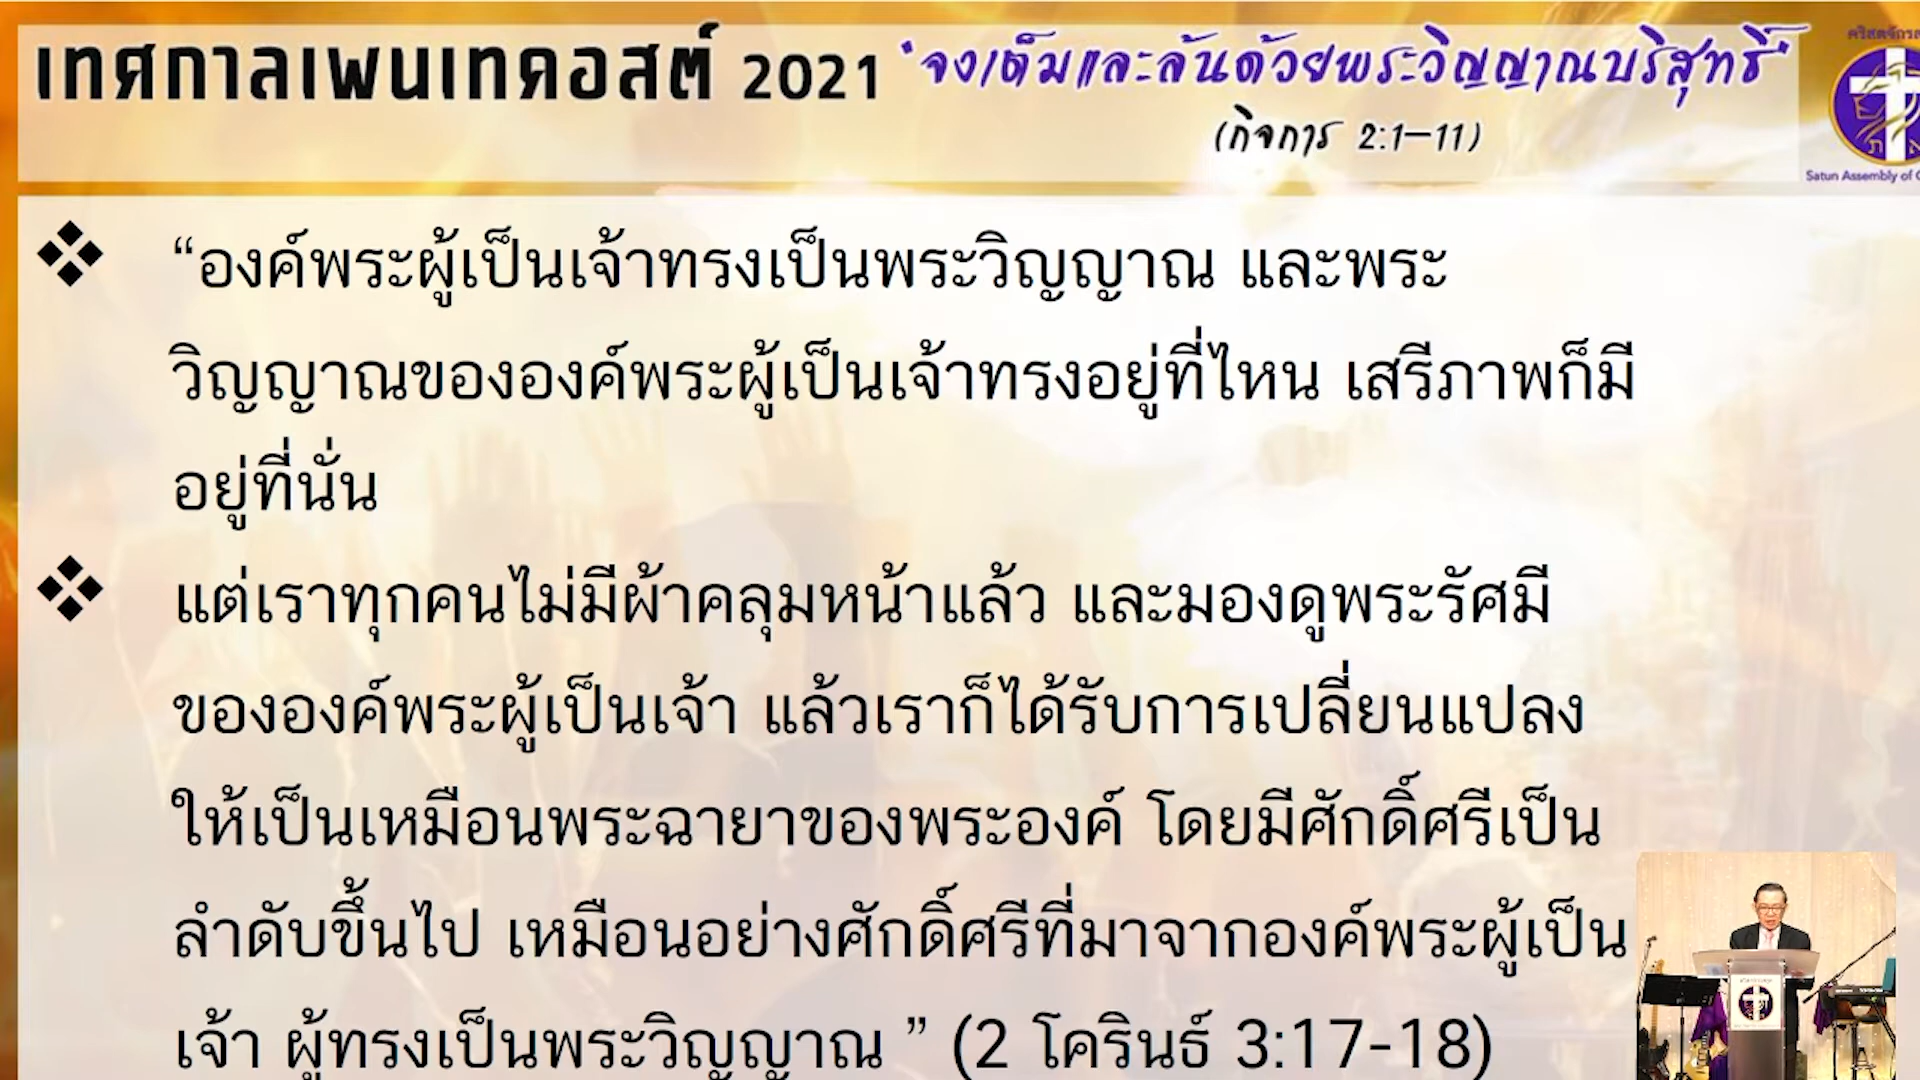 เทศกาลเพนเทคอสต์ 2021
"จงเต็มและล้นด้วยพระวิญญาณบริสุทธิ์"
(กิจการ 2:1-11)
Satun Assembly of
❖ “องค์พระผู้เป็นเจ้าทรงเป็นพระวิญญาณ และพระ
วิญญาณขององค์พระผู้เป็นเจ้าทรงอยู่ที่ไหน เสรีภาพก็มี
อยู่ที่นั่น
❖ แต่เราทุกคนไม่มีผ้าคลุมหน้าแล้ว และมองดูพระรัศมี
ขององค์พระผู้เป็นเจ้า แล้วเราก็ได้รับการเปลี่ยนแปลง
ให้เป็นเหมือนพระฉายาของพระองค์ โดยมีศักดิ์ศรีเป็น
ลำดับขึ้นไป เหมือนอย่างศักดิ์ศรีที่มาจากองค์พระผู้เป็น
เจ้า ผู้ทรงเป็นพระวิญญาณ ” (2 โครินธ์ 3:17-18)